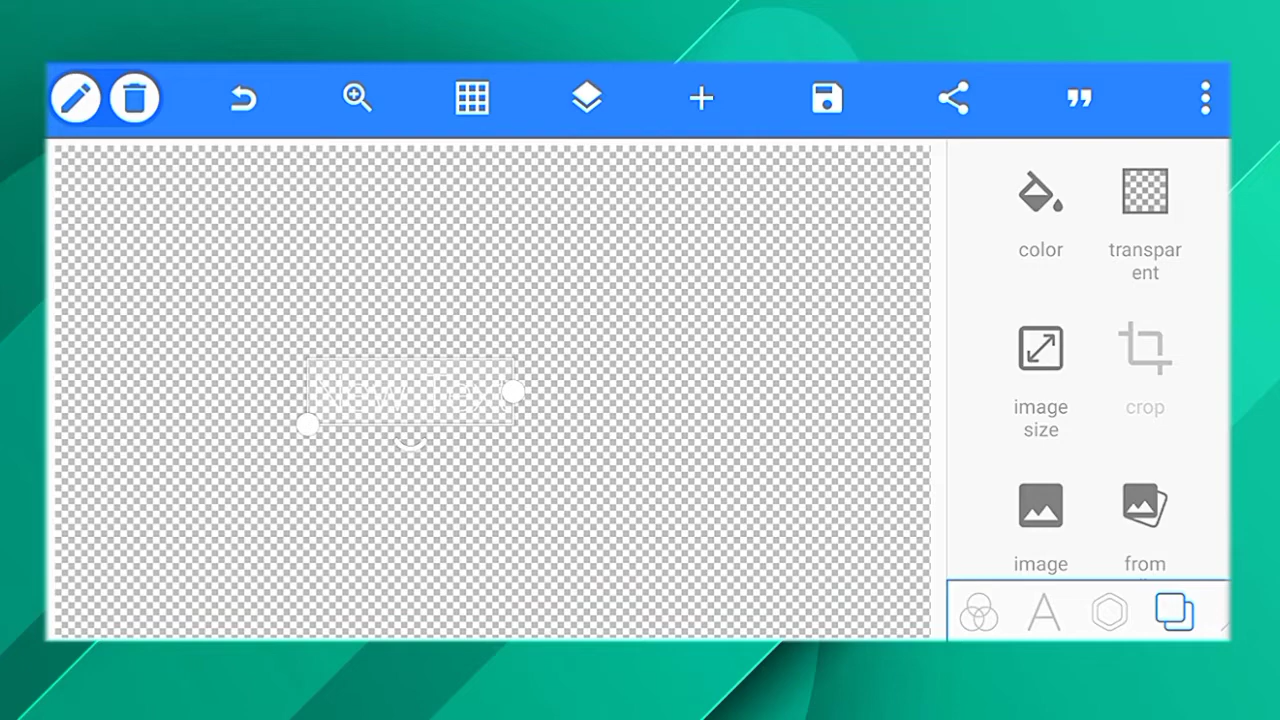 New Text
color
transpar
ent
image
size
crop
image
from